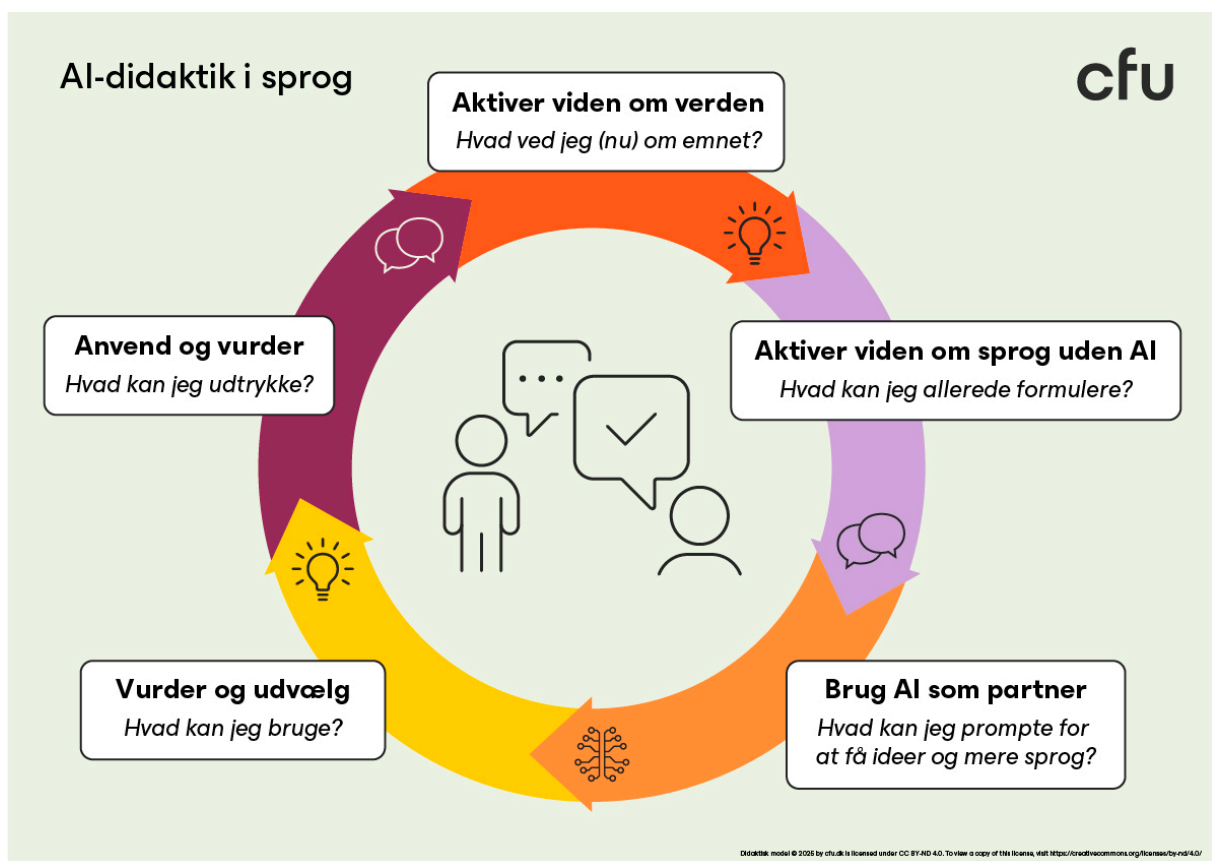 AI-didaktik i sprog
cfu
Aktiver viden om verden
Hvad ved jeg (nu) om emnet?
Aktiver viden om sprog uden AI
Hvad kan jeg allerede formulere?
Brug AI som partner
Hvad kan jeg prompte for
at få ideer og mere sprog?
Vurder og udvælg
Hvad kan jeg bruge?
Anvend og vurder
Hvad kan jeg udtrykke?
Didaktisk model © 2025 by cfu.dk is licensed under CC BY-ND 4.0. To view a copy of this license, visit https://creativecommons.org/licenses/by-nd/4.0/